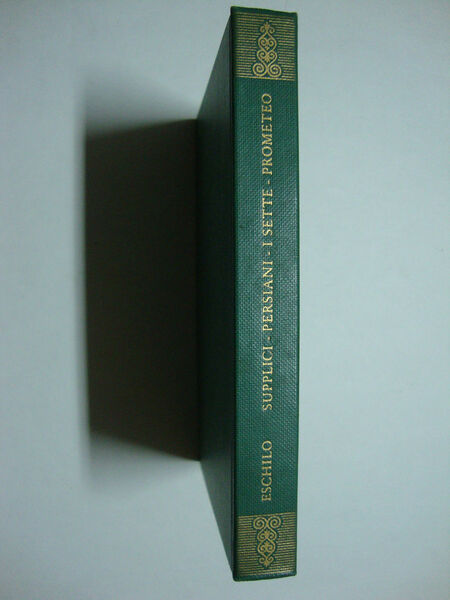 ESCHILO SUPPLICI - PERSIANI - I SETTE - PROMETEO